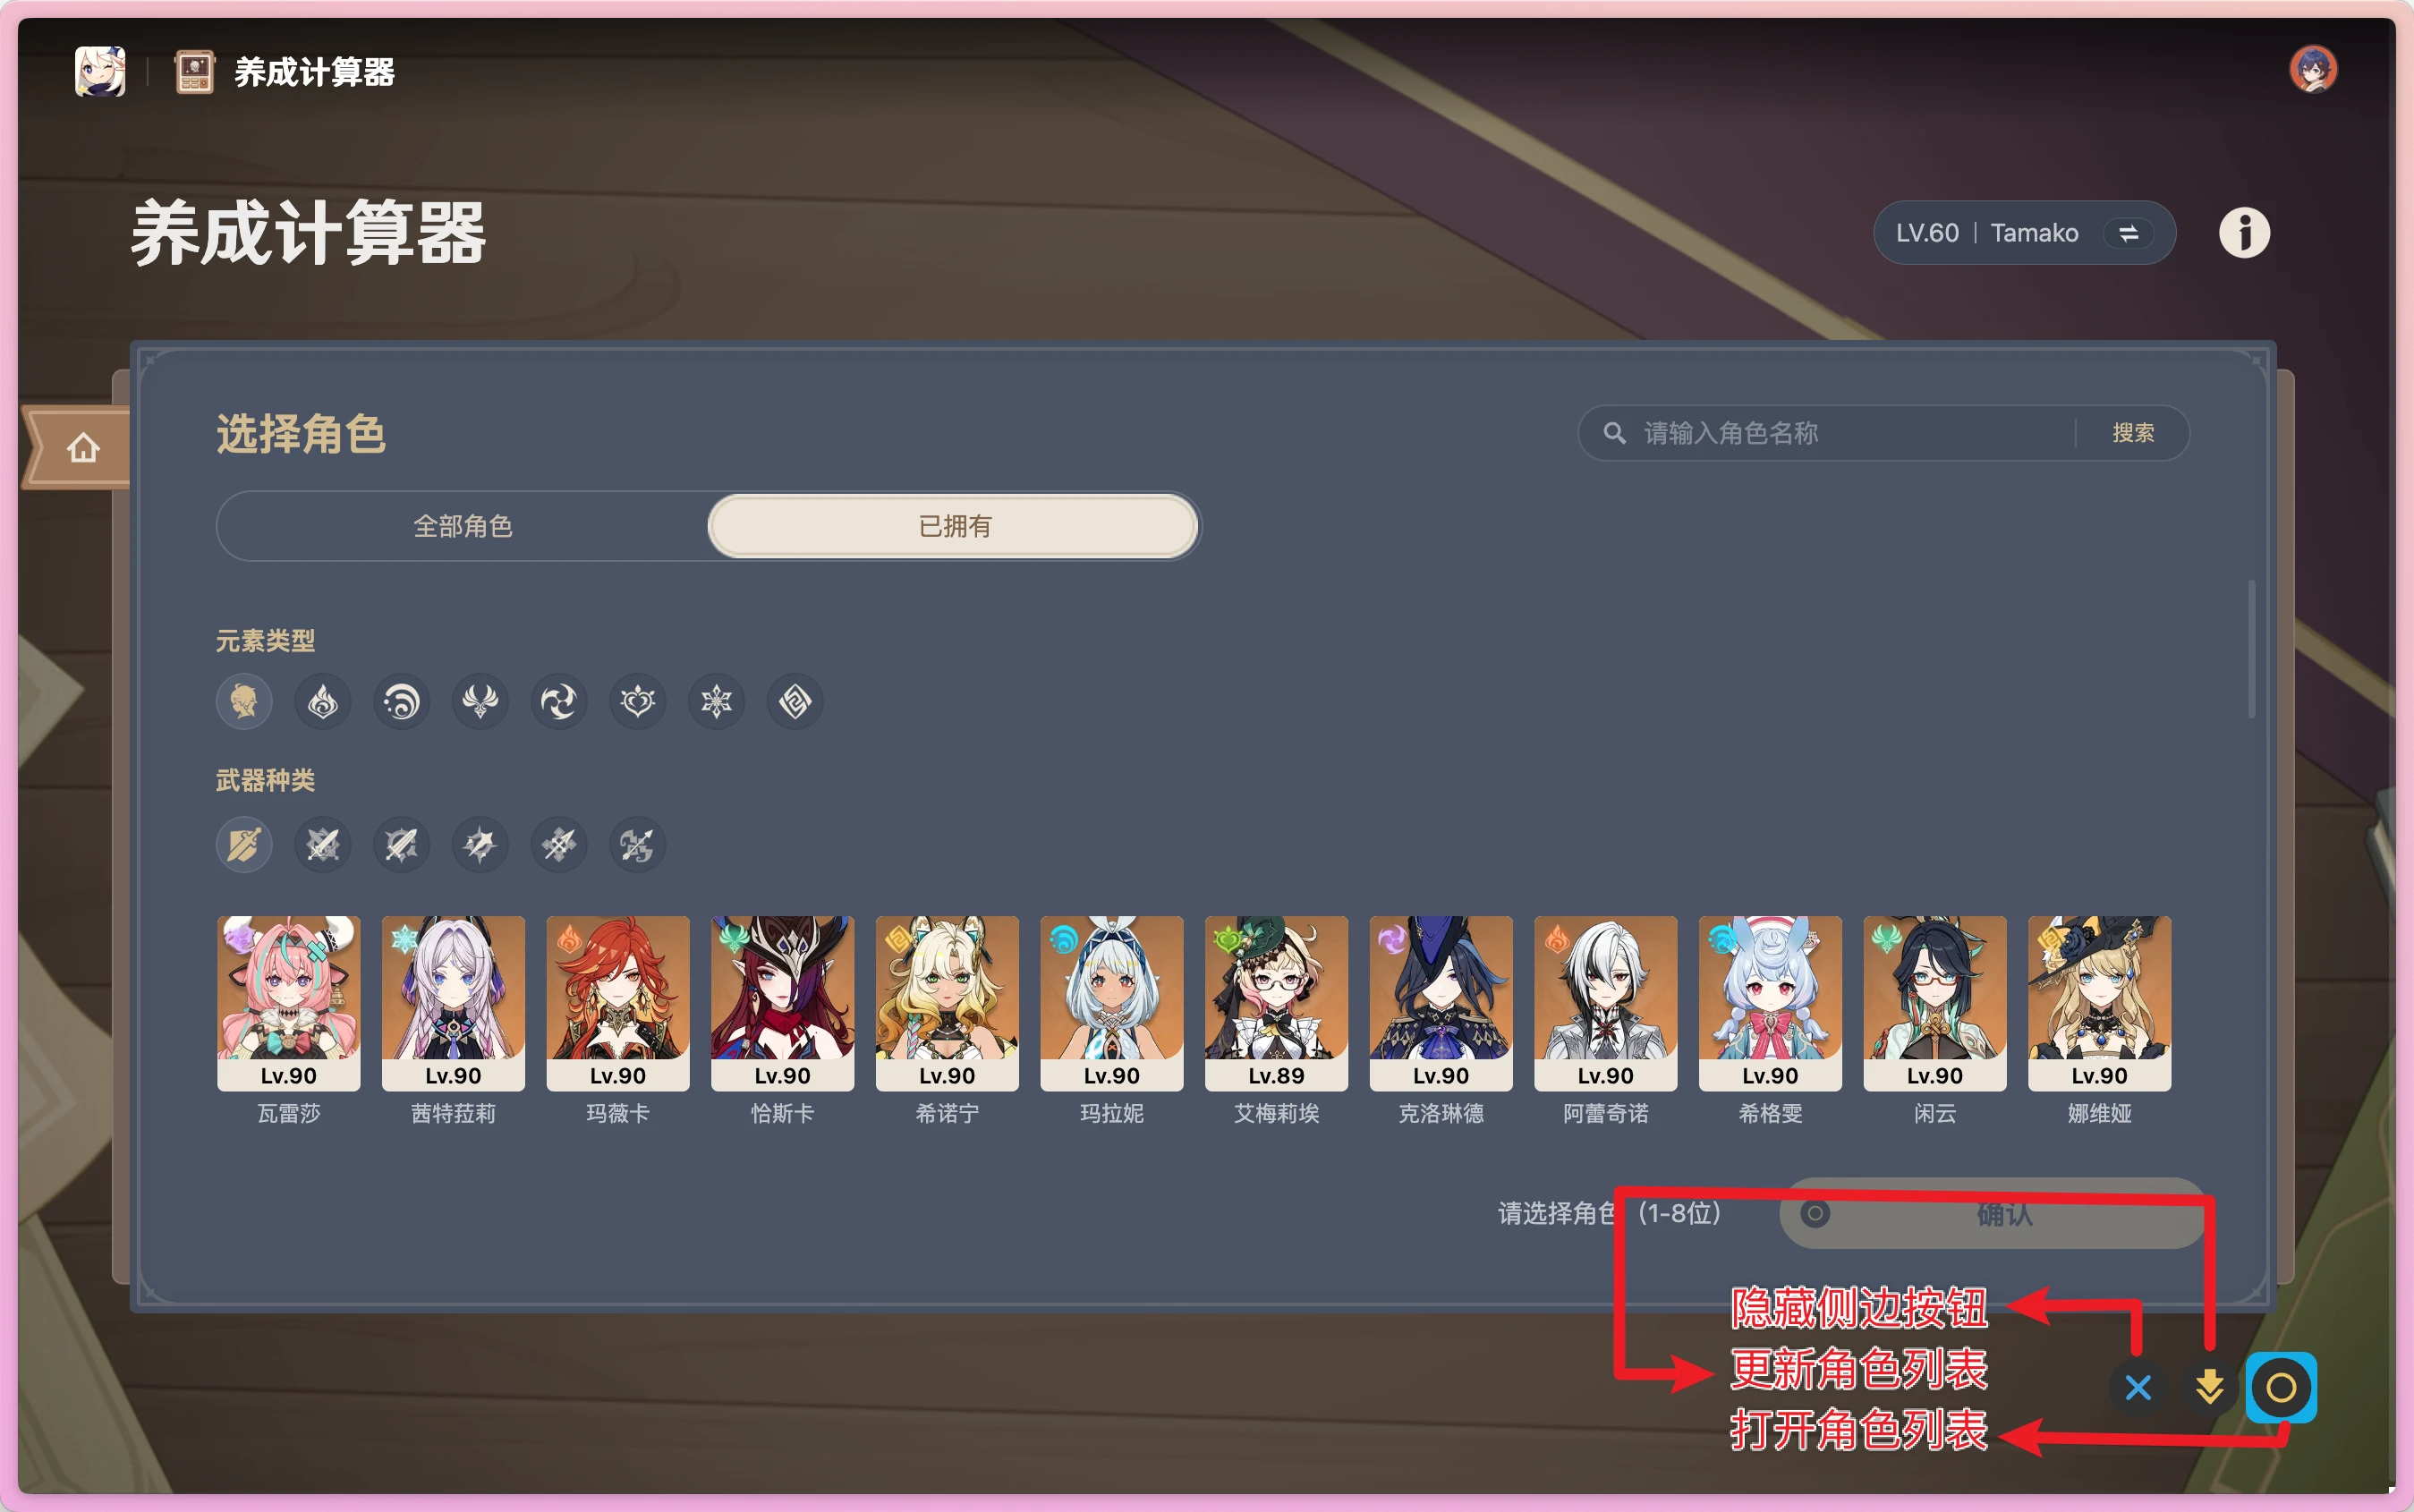 养成计算器
养成计算器
LV.60 | Tamako
选择角色
请输入角色名称
搜索
全部角色
已拥有
元素类型
武器种类
Lv.90 Lv.90 Lv.90 Lv.90 Lv.90 Lv.90 Lv.89 Lv.90 Lv.90 Lv.90 Lv.90 Lv.90
瓦雷莎 茜特菈莉 玛薇卡 恰斯卡 希诺宁 玛拉妮 艾梅莉埃 克洛琳德 阿蕾奇诺 希格雯 闲云 娜维娅
请选择角色（1-8位）
确认
隐藏侧边按钮
更新角色列表
打开角色列表